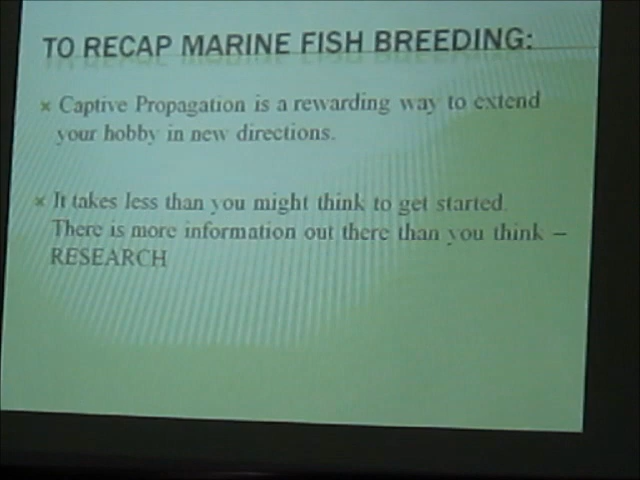 TO RECAP MARINE FISH BREEDING:
× Captive Propagation is a rewarding way to extend
your hobby in new directions.
× It takes less than you might think to get started.
There is more information out there than you think –
RESEARCH